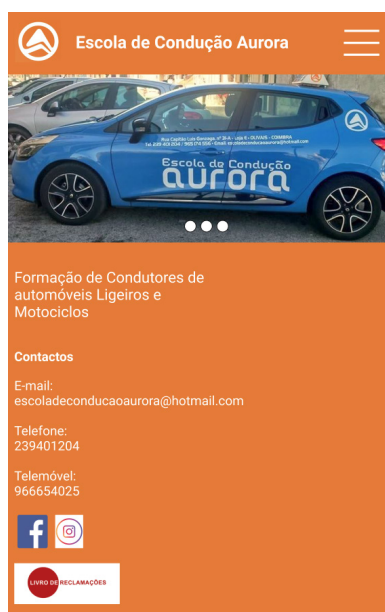 Escola de Condução Aurora
Escola de Condução
aurora
Formação de Condutores de
automóveis Ligeiros e
Motociclos
Contactos
E-mail:
escoladeconducaoaurora@hotmail.com
Telefone:
239401204
Telemóvel:
966654025
LIVRO DE RECLAMAÇÕES